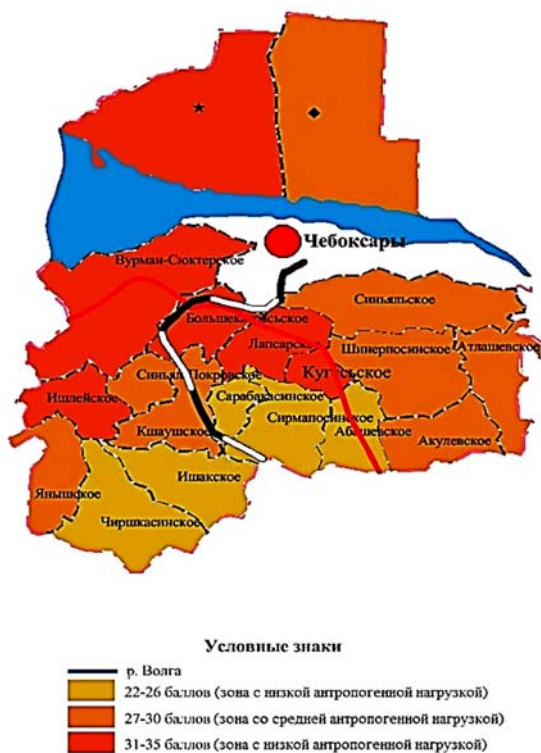 Чебоксары
Вурман-Сюктерское
Синьяльское
Лапсарское
Шинерпосинское
Атлашевское
Кугесьское
Синьял Покровское
Ишлейское
Сарабакасинское
Сирмапосинское
Абашевское
Кшаушское
Акулевское
Ишакское
Янышское
Чиршкасинское
Условные знаки
р. Волга
22-26 баллов (зона с низкой антропогенной нагрузкой)
27-30 баллов (зона со средней антропогенной нагрузкой)
31-35 баллов (зона с низкой антропогенной нагрузкой)